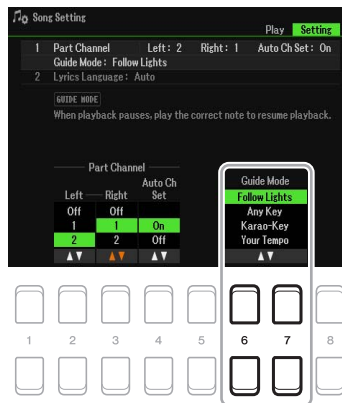 Song Setting
Play Setting
1 Part Channel Left: 2 Right: 1 Auto Ch Set: On
Guide Mode: Follow Lights
2 Lyrics Language: Auto
GUIDE MODE
When playback pauses, play the correct note to resume playback.
Part Channel
Left Right Auto Ch Set
Off Off
1 1 On
2 2 Off
Guide Mode
Follow Lights
Any Key
Karao-Key
Your Tempo
1 2 3 4 5 6 7 8